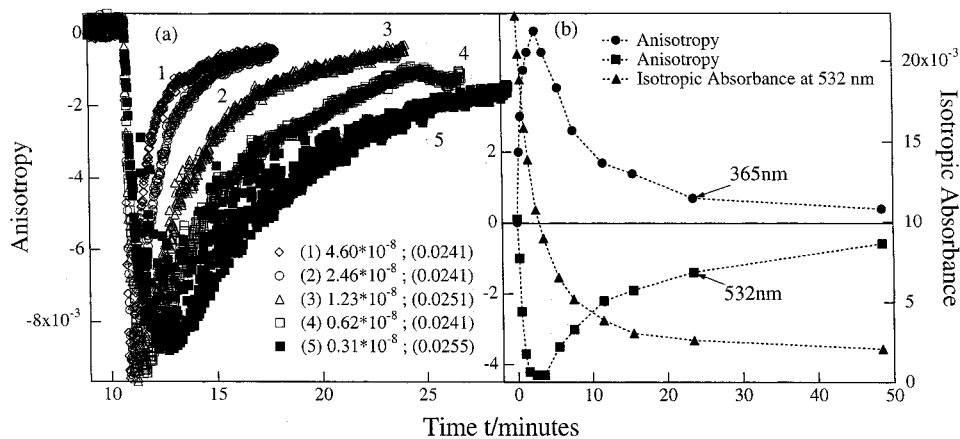 0.0
-2
-4
-6
-8x10⁻³
Anisotropy
(a)
1
2
3
4
5
(1) 4.60*10⁻⁸ ; (0.0241)
(2) 2.46*10⁻⁸ ; (0.0241)
(3) 1.23*10⁻⁸ ; (0.0251)
(4) 0.62*10⁻⁸ ; (0.0241)
(5) 0.31*10⁻⁸ ; (0.0255)
10
15
20
25
(b)
Anisotropy
Anisotropy
Isotropic Absorbance at 532 nm
365nm
532nm
4
2
0
-2
-4
20x10⁻³
15
10
5
0
Isotropic Absorbance
0
10
20
30
40
50
Time t/minutes